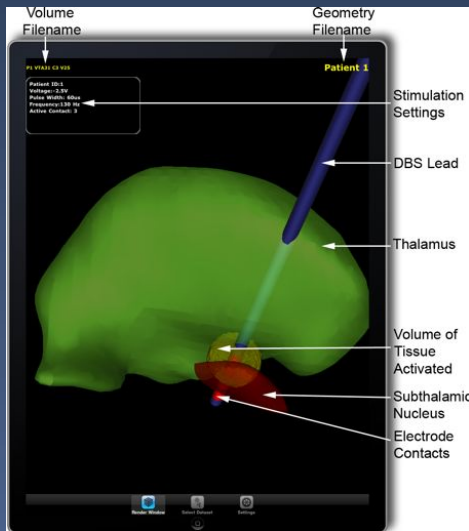 Volume
Filename
Geometry
Filename
P1 VTA31 C3 V25
Patient 1
Patient ID:1
Voltage:-2.5V
Pulse Width: 60us
Frequency:130 Hz
Active Contact: 3
Stimulation
Settings
DBS Lead
Thalamus
Volume of
Tissue
Activated
Subthalamic
Nucleus
Electrode
Contacts
Render Window
Select Dataset
Settings